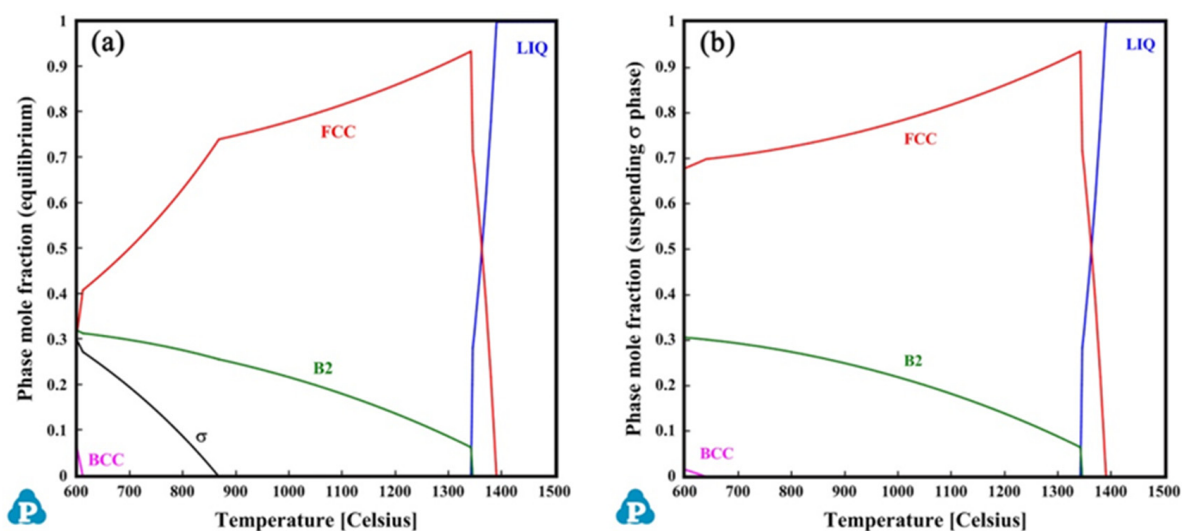 (a)
Phase mole fraction (equilibrium)
1
0.9
0.8
0.7
0.6
0.5
0.4
0.3
0.2
0.1
0
LIQ
FCC
B2
σ
BCC
600 700 800 900 1000 1100 1200 1300 1400 1500
Temperature [Celsius]
P
(b)
Phase mole fraction (suspending σ phase)
1
0.9
0.8
0.7
0.6
0.5
0.4
0.3
0.2
0.1
0
LIQ
FCC
B2
BCC
600 700 800 900 1000 1100 1200 1300 1400 1500
Temperature [Celsius]
P